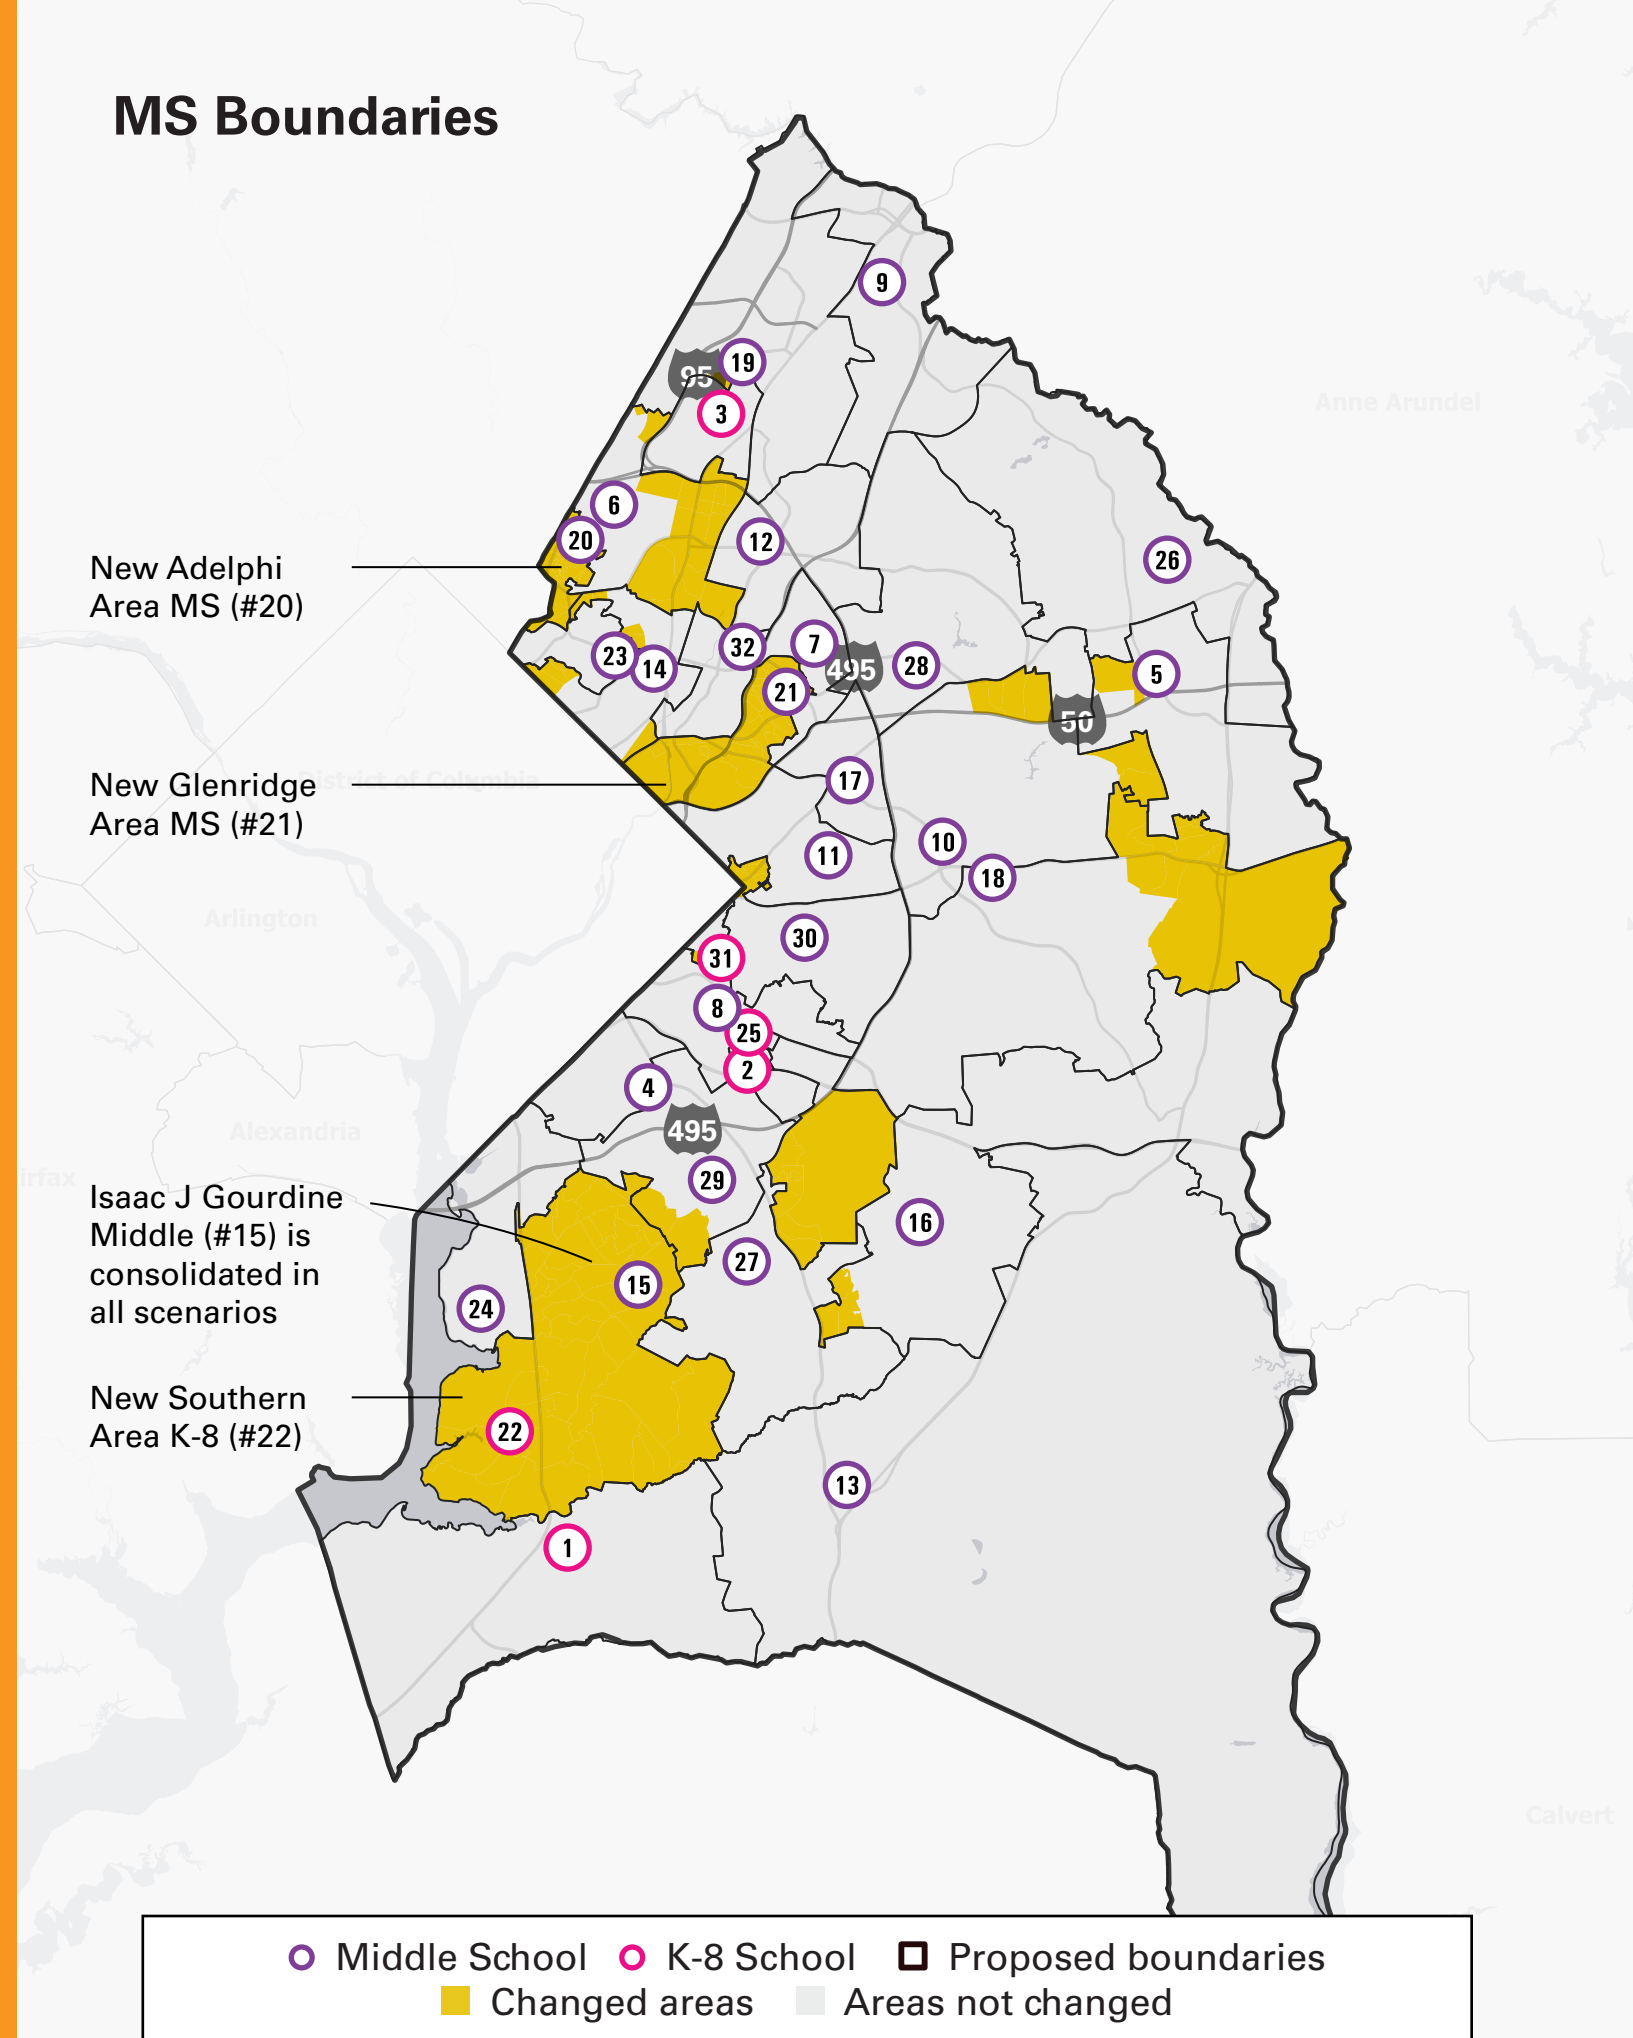 MS Boundaries
9
19
95
3
6
20
12
26
New Adelphi
Area MS (#20)
Anne Arundel
32
7
23
14
495
28
5
21
50
New Glenridge
Area MS (#21)
District of Columbia
17
11
10
18
Arlington
30
31
8
25
2
4
Alexandria
495
irfax
29
Isaac J Gourdine
Middle (#15) is
consolidated in
all scenarios
16
27
15
24
New Southern
Area K-8 (#22)
22
13
1
Calvert
Middle School
K-8 School
Proposed boundaries
Changed areas
Areas not changed